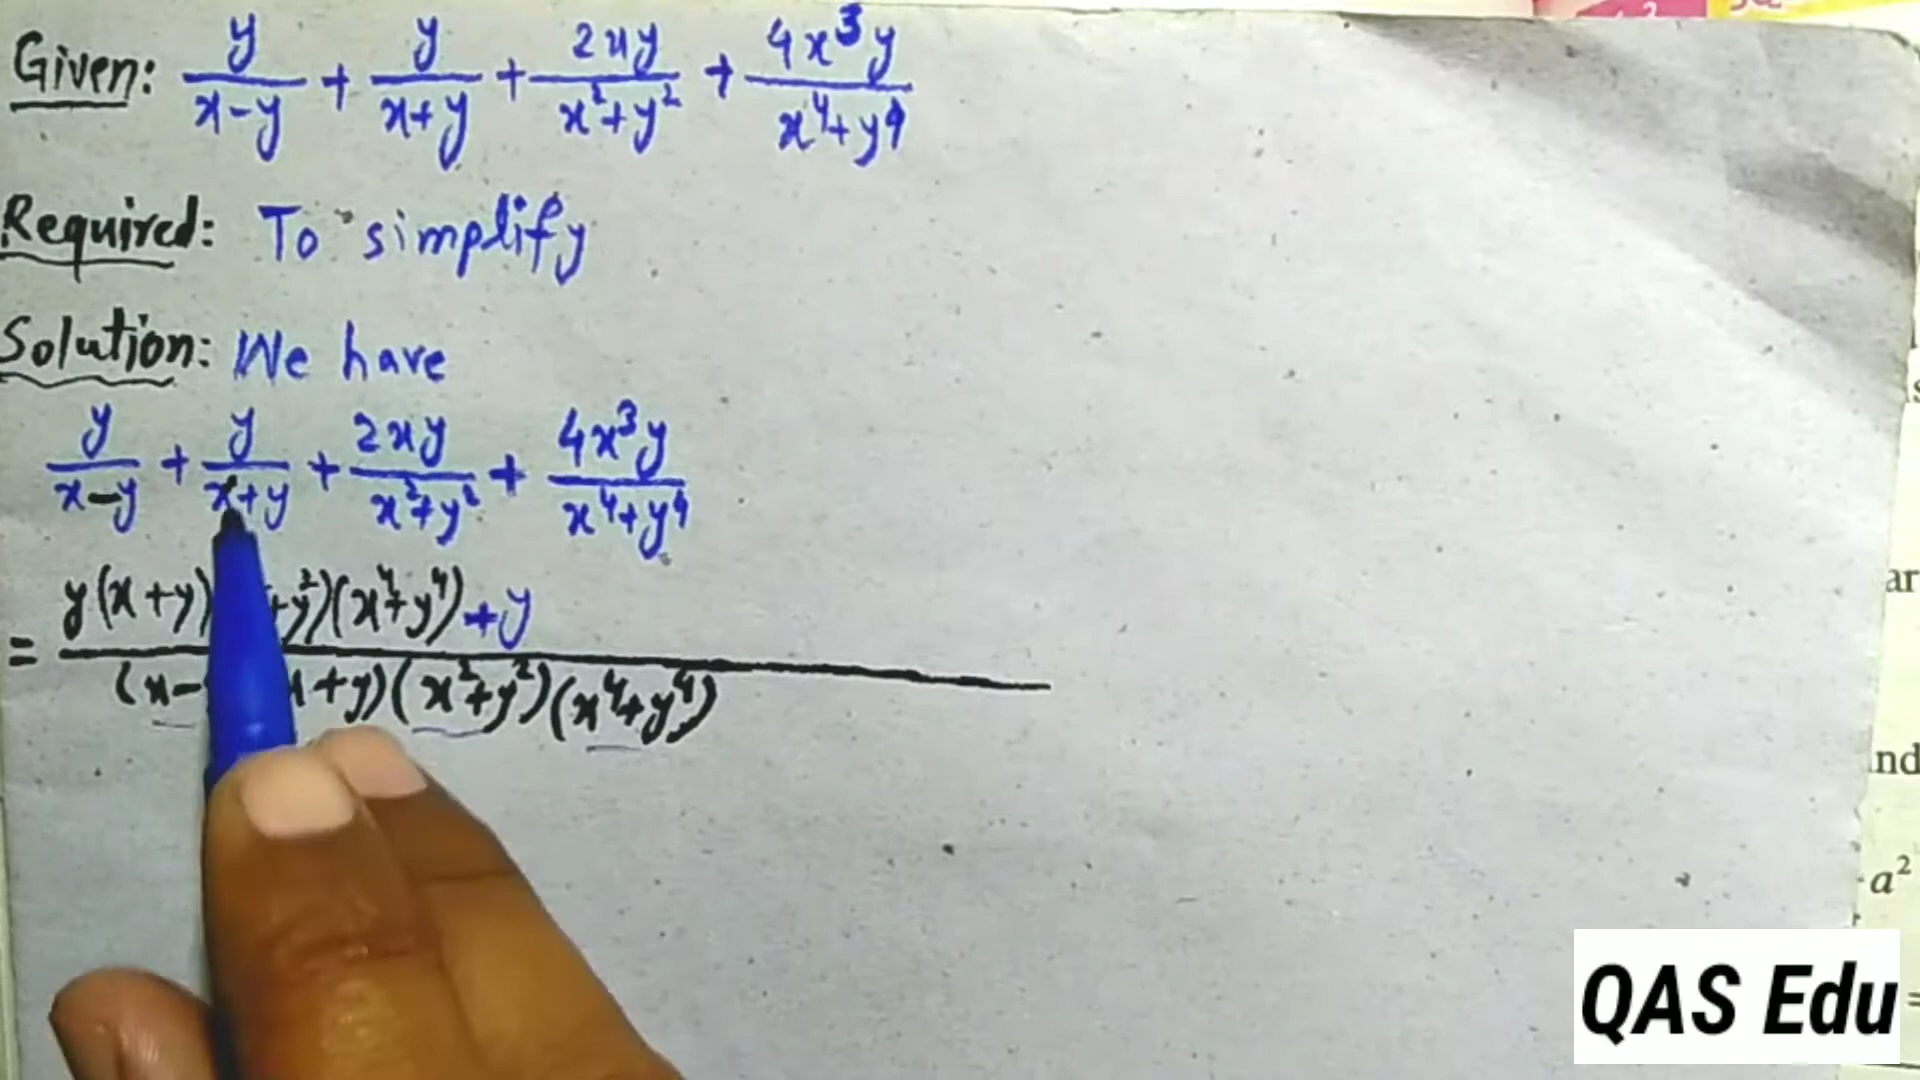 Given: y/(x-y) + y/(x+y) + 2xy/(x²+y²) + 4x³y/(x⁴+y⁴)
Required: To simplify
Solution: We have
y/(x-y) + y/(x+y) + 2xy/(x²+y²) + 4x³y/(x⁴+y⁴)
= y(x+y) +y²)(x⁴+y⁴) + y
(x- x+y)(x²+y²)(x⁴+y⁴)
ar
nd
a²
=
QAS Edu